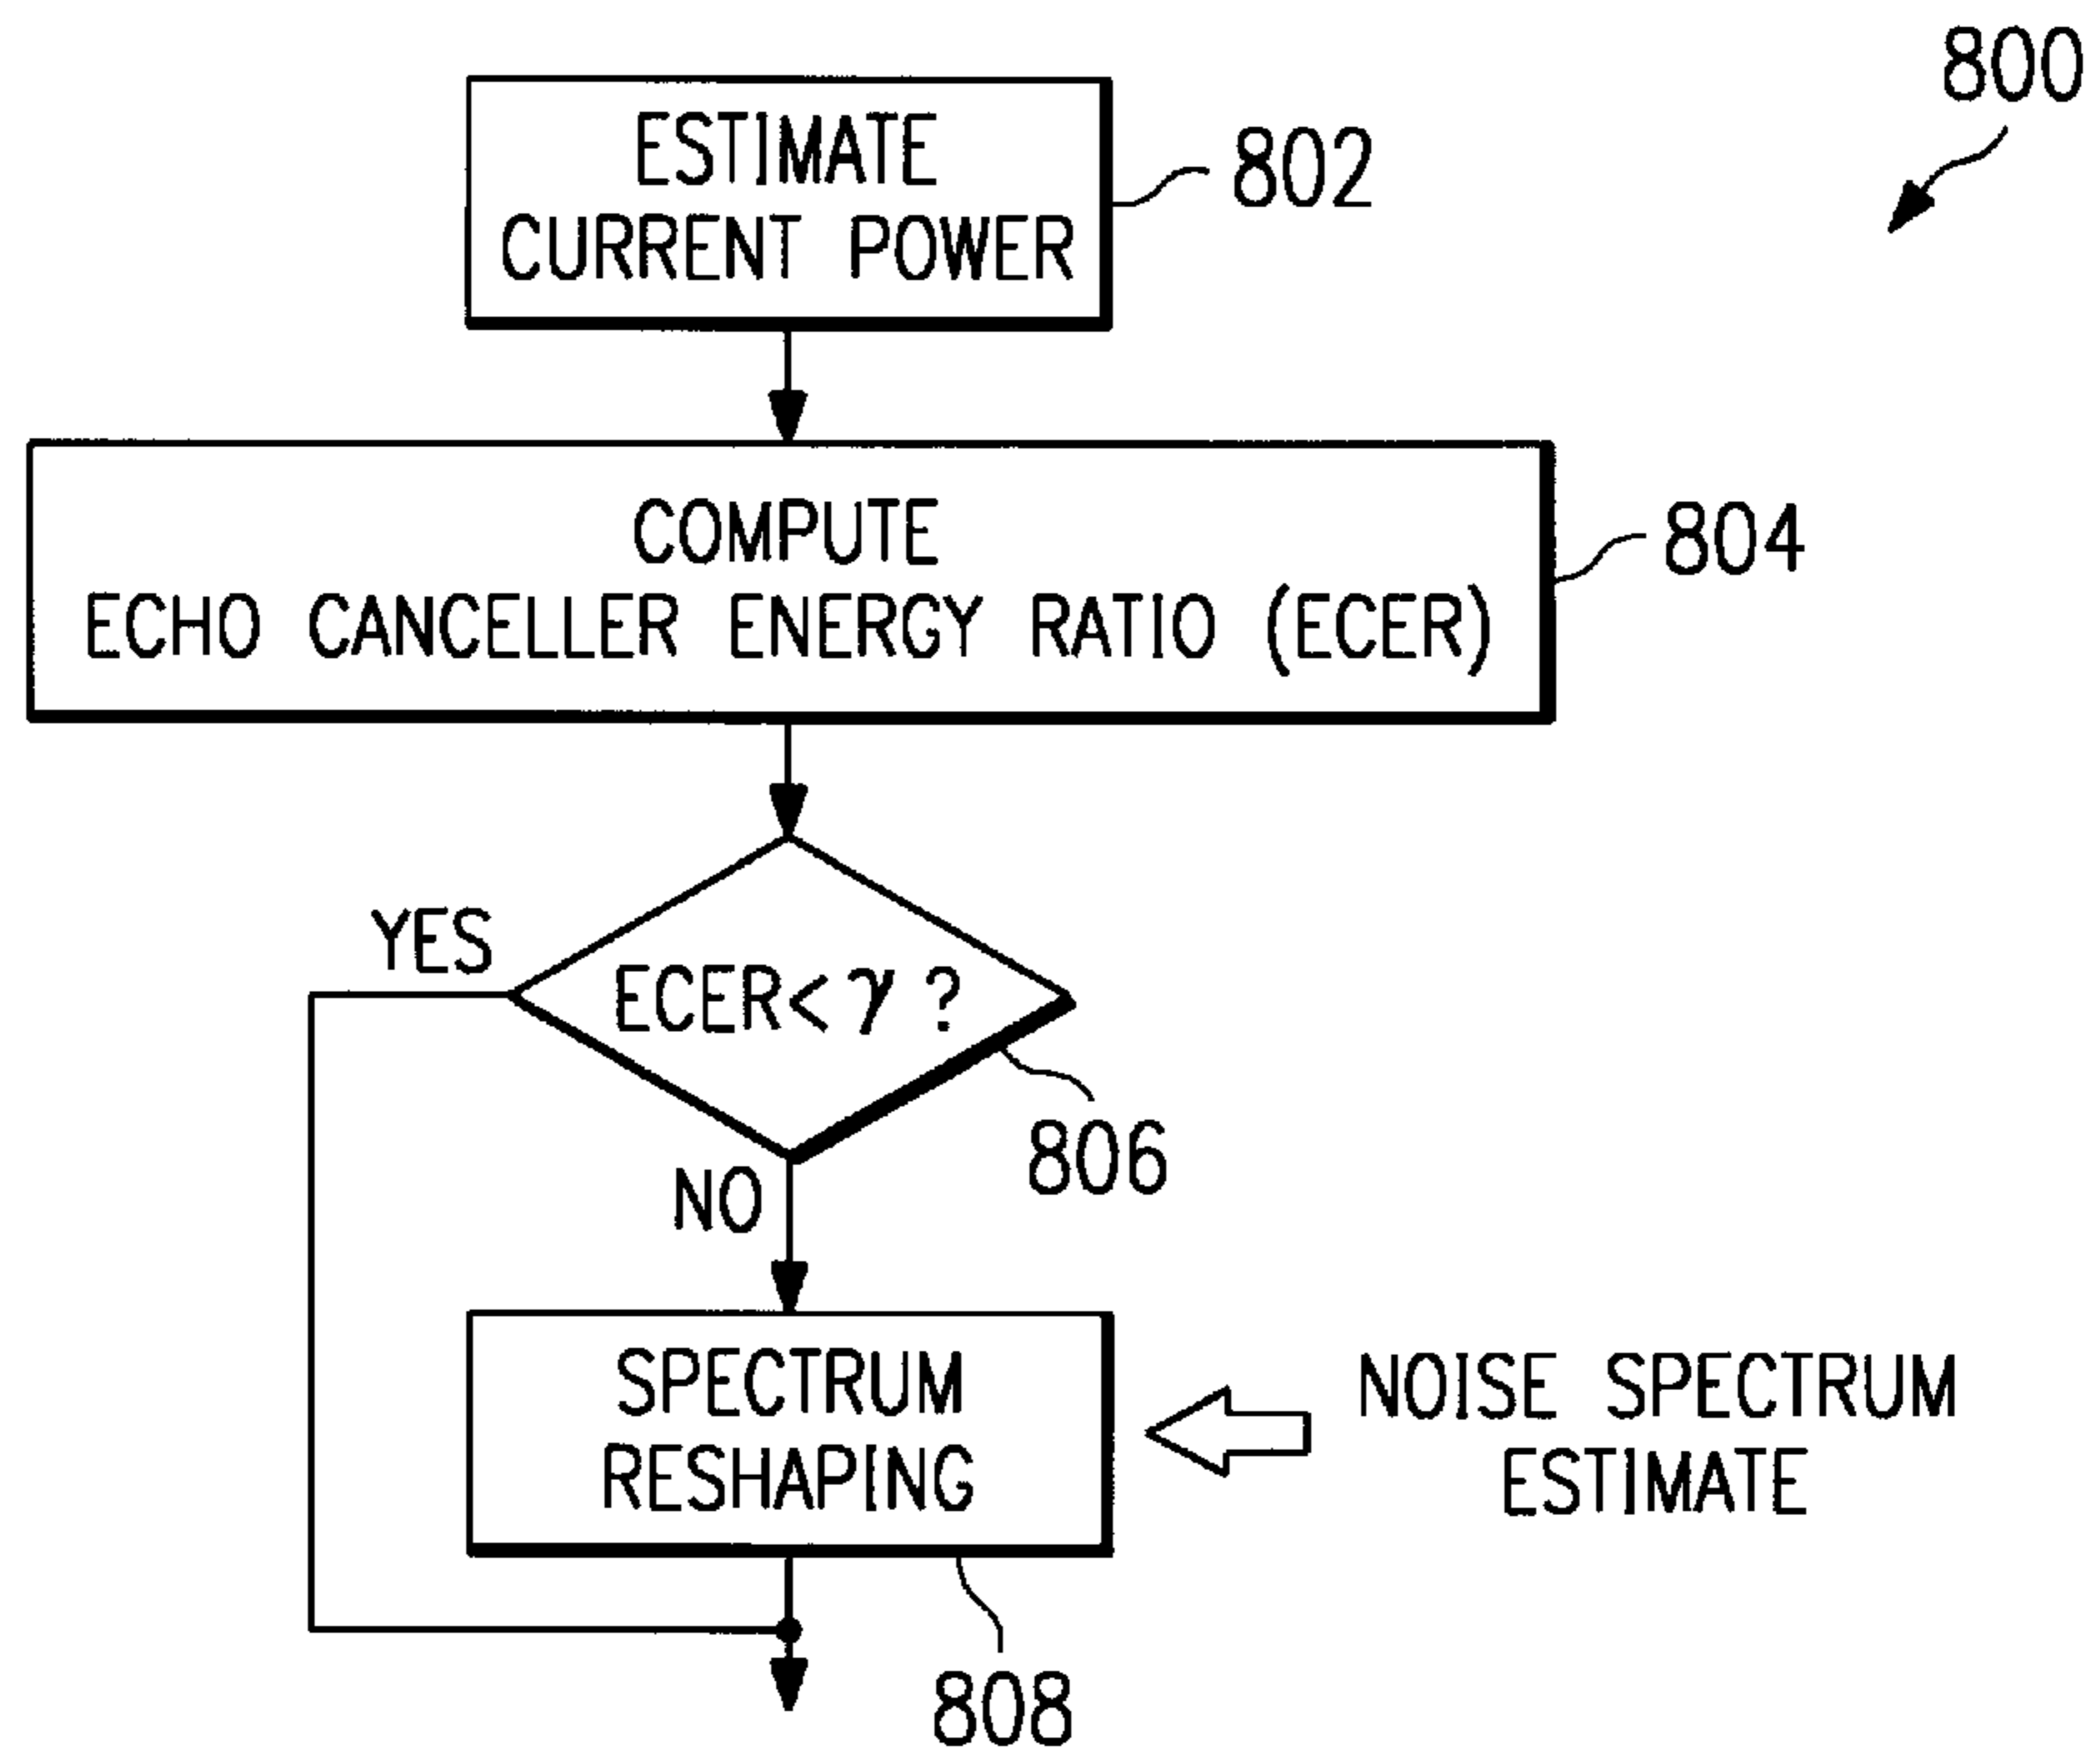 800
ESTIMATE
CURRENT POWER
802
COMPUTE
ECHO CANCELLER ENERGY RATIO (ECER)
804
YES
ECER< γ ?
806
NO
SPECTRUM
RESHAPING
NOISE SPECTRUM
ESTIMATE
808